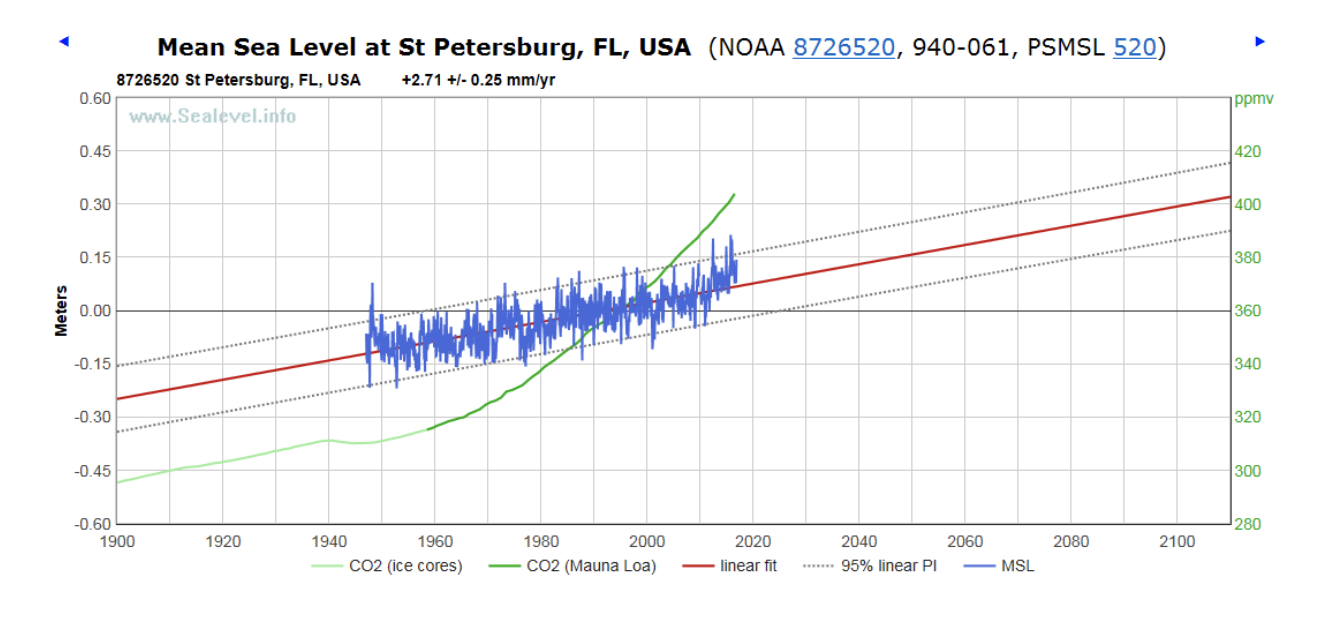 Mean Sea Level at St Petersburg, FL, USA (NOAA 8726520, 940-061, PSMSL 520)
8726520 St Petersburg, FL, USA +2.71 +/- 0.25 mm/yr
www.Sealevel.info
Meters
0.60
0.45
0.30
0.15
0.00
-0.15
-0.30
-0.45
-0.60
ppmv
420
400
380
360
340
320
300
280
1900 1920 1940 1960 1980 2000 2020 2040 2060 2080 2100
CO2 (ice cores) CO2 (Mauna Loa) linear fit 95% linear PI MSL